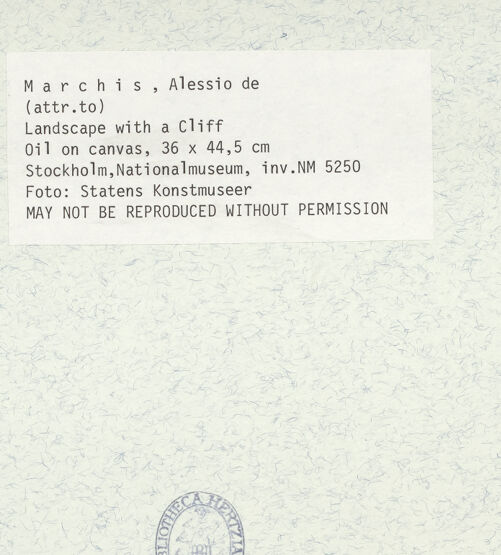 M a r c h i s , Alessio de
(attr.to)
Landscape with a Cliff
Oil on canvas, 36 x 44,5 cm
Stockholm,Nationalmuseum, inv.NM 5250
Foto: Statens Konstmuseer
MAY NOT BE REPRODUCED WITHOUT PERMISSION
BIBLIOTHECA HERTZIANA